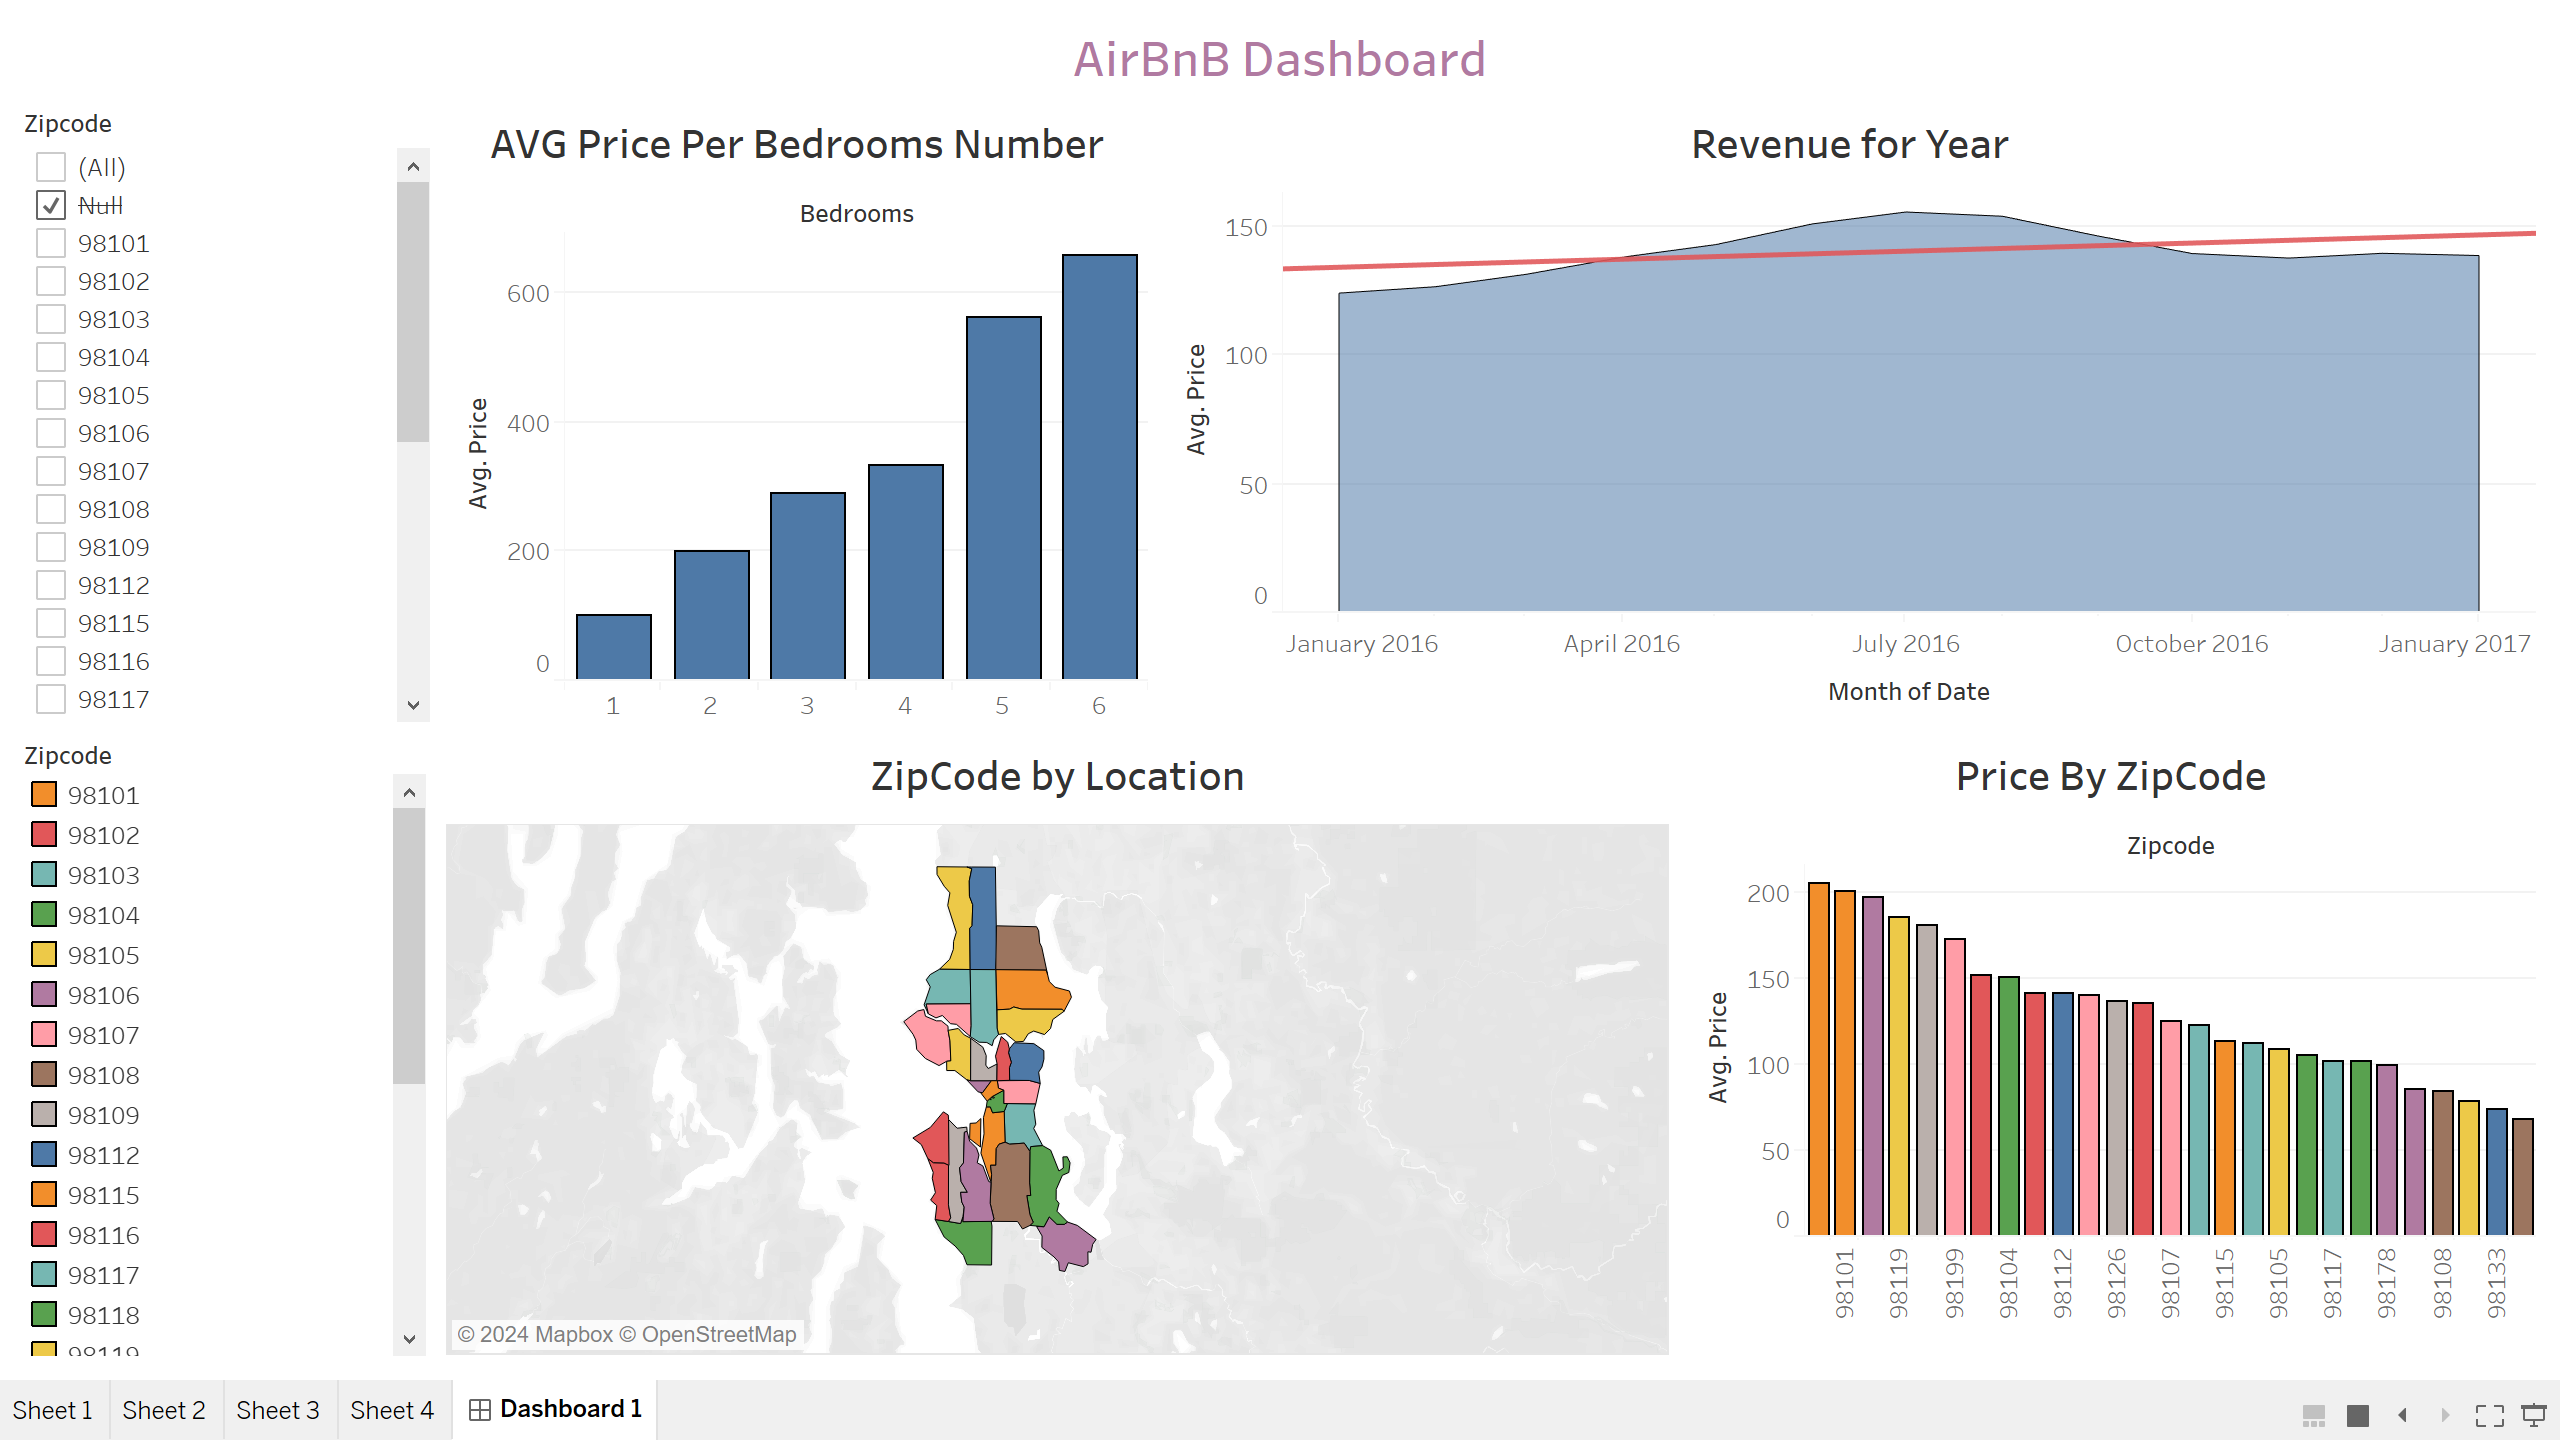 AirBnB Dashboard
Zipcode
(All)
Null
98101
98102
98103
98104
98105
98106
98107
98108
98109
98112
98115
98116
98117
AVG Price Per Bedrooms Number
Bedrooms
Avg. Price
600
400
200
0
1 2 3 4 5 6
Revenue for Year
Avg. Price
150
100
50
0
January 2016 April 2016 July 2016 October 2016 January 2017
Month of Date
Zipcode
98101
98102
98103
98104
98105
98106
98107
98108
98109
98112
98115
98116
98117
98118
98119
ZipCode by Location
© 2024 Mapbox © OpenStreetMap
Price By ZipCode
Zipcode
Avg. Price
200
150
100
50
0
98101 98119 98199 98104 98112 98126 98107 98115 98105 98117 98178 98108 98133
Sheet 1 Sheet 2 Sheet 3 Sheet 4 Dashboard 1